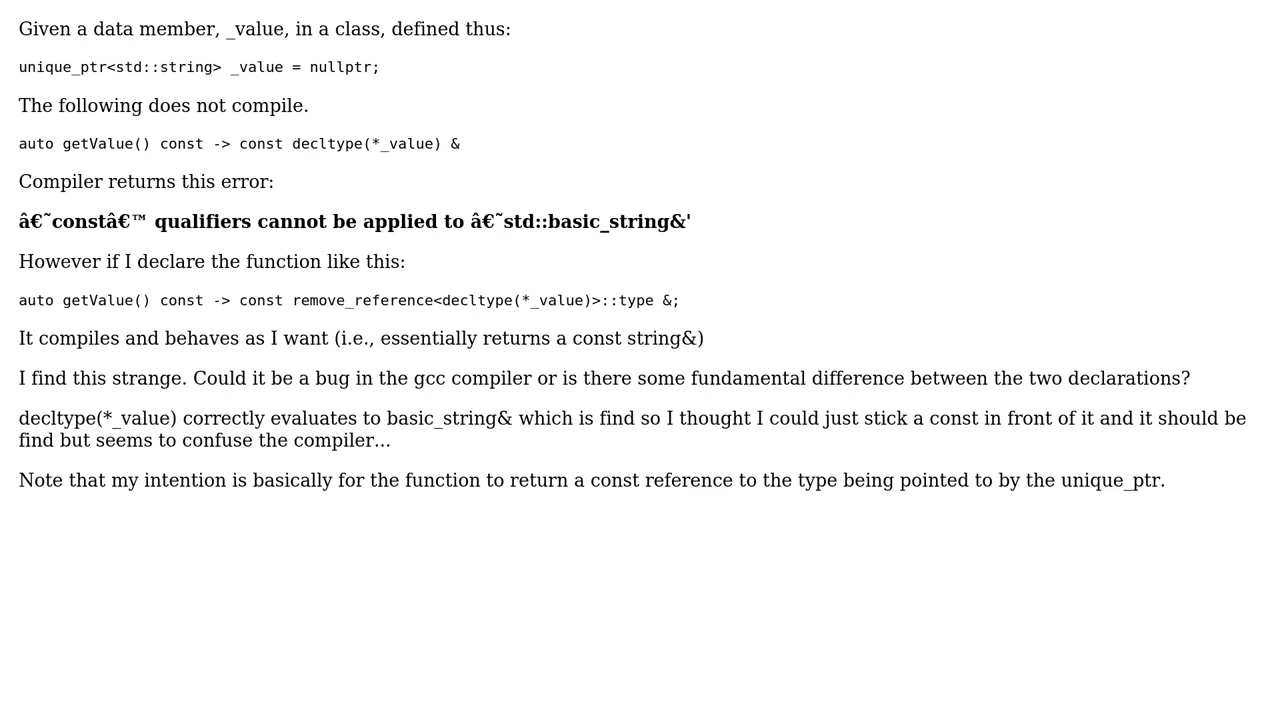 Given a data member, _value, in a class, defined thus:
unique_ptr<std::string> _value = nullptr;
The following does not compile.
auto getValue() const -> const decltype(*_value) &
Compiler returns this error:
â€˜constâ€™ qualifiers cannot be applied to â€˜std::basic_string&'
However if I declare the function like this:
auto getValue() const -> const remove_reference<decltype(*_value)>::type &;
It compiles and behaves as I want (i.e., essentially returns a const string&)
I find this strange. Could it be a bug in the gcc compiler or is there some fundamental difference between the two declarations?
decltype(*_value) correctly evaluates to basic_string& which is find so I thought I could just stick a const in front of it and it should be
find but seems to confuse the compiler...
Note that my intention is basically for the function to return a const reference to the type being pointed to by the unique_ptr.